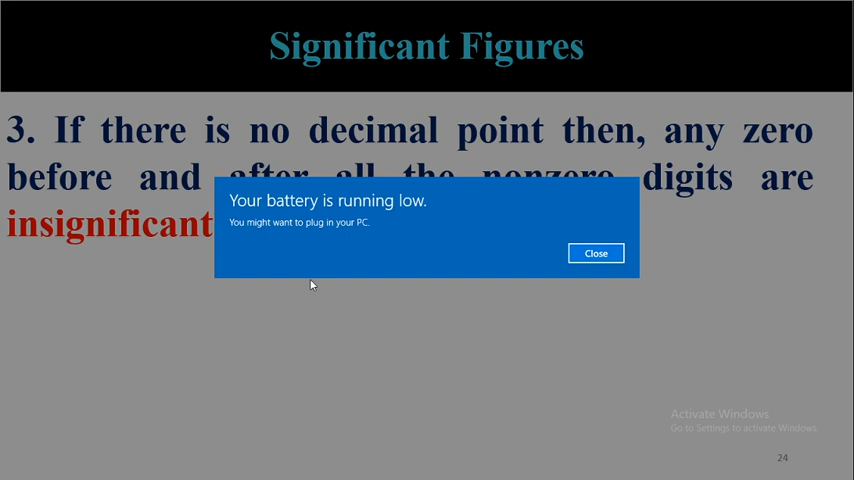 Significant Figures
3. If there is no decimal point then, any zero
before and after all the nonzero digits are
insignificant
Your battery is running low.
You might want to plug in your PC.
Close
Activate Windows
Go to Settings to activate Windows.
24